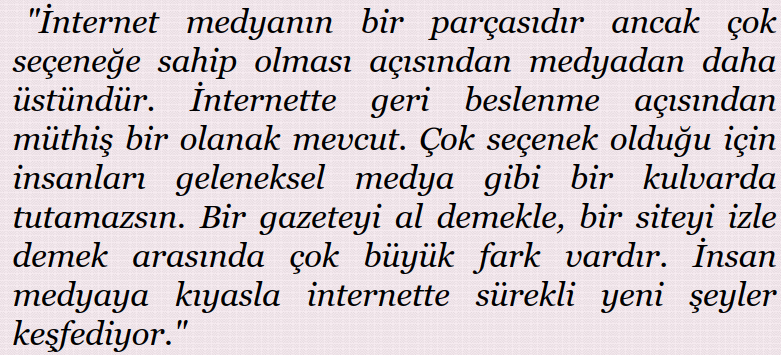 "İnternet medyanın bir parçasıdır ancak çok
seçeneğe sahip olması açısından medyadan daha
üstündür. İnternette geri beslenme açısından
müthiş bir olanak mevcut. Çok seçenek olduğu için
insanları geleneksel medya gibi bir kulvarda
tutamazsın. Bir gazeteyi al demekle, bir siteyi izle
demek arasında çok büyük fark vardır. İnsan
medyaya kıyasla internette sürekli yeni şeyler
keşfediyor."